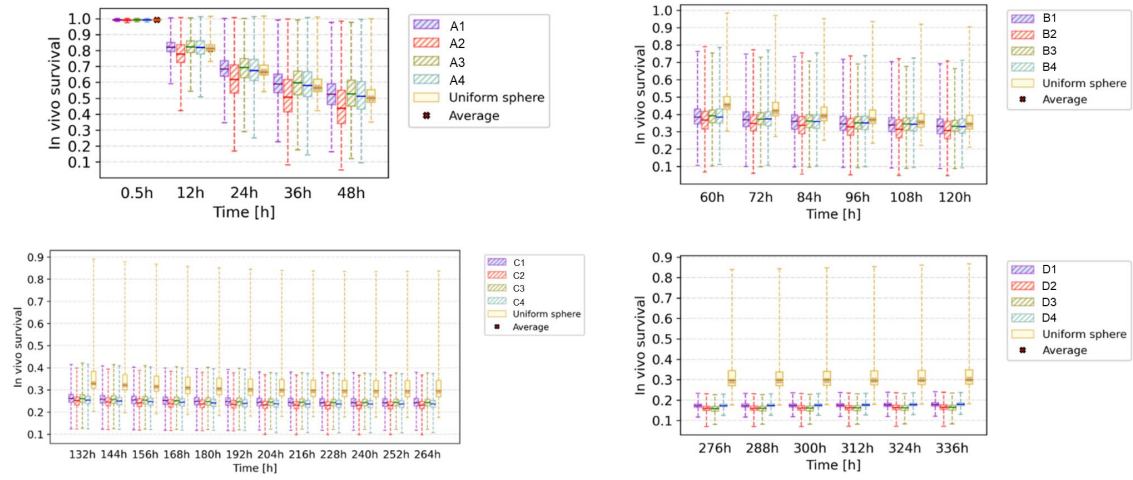 In vivo survival
1.0
0.9
0.8
0.7
0.6
0.5
0.4
0.3
0.2
0.1
0.5h 12h 24h 36h 48h
Time [h]
A1
A2
A3
A4
Uniform sphere
Average
In vivo survival
1.0
0.9
0.8
0.7
0.6
0.5
0.4
0.3
0.2
0.1
60h 72h 84h 96h 108h 120h
Time [h]
B1
B2
B3
B4
Uniform sphere
Average
In vivo survival
0.9
0.8
0.7
0.6
0.5
0.4
0.3
0.2
0.1
132h 144h 156h 168h 180h 192h 204h 216h 228h 240h 252h 264h
Time [h]
C1
C2
C3
C4
Uniform sphere
Average
In vivo survival
0.9
0.8
0.7
0.6
0.5
0.4
0.3
0.2
0.1
276h 288h 300h 312h 324h 336h
Time [h]
D1
D2
D3
D4
Uniform sphere
Average